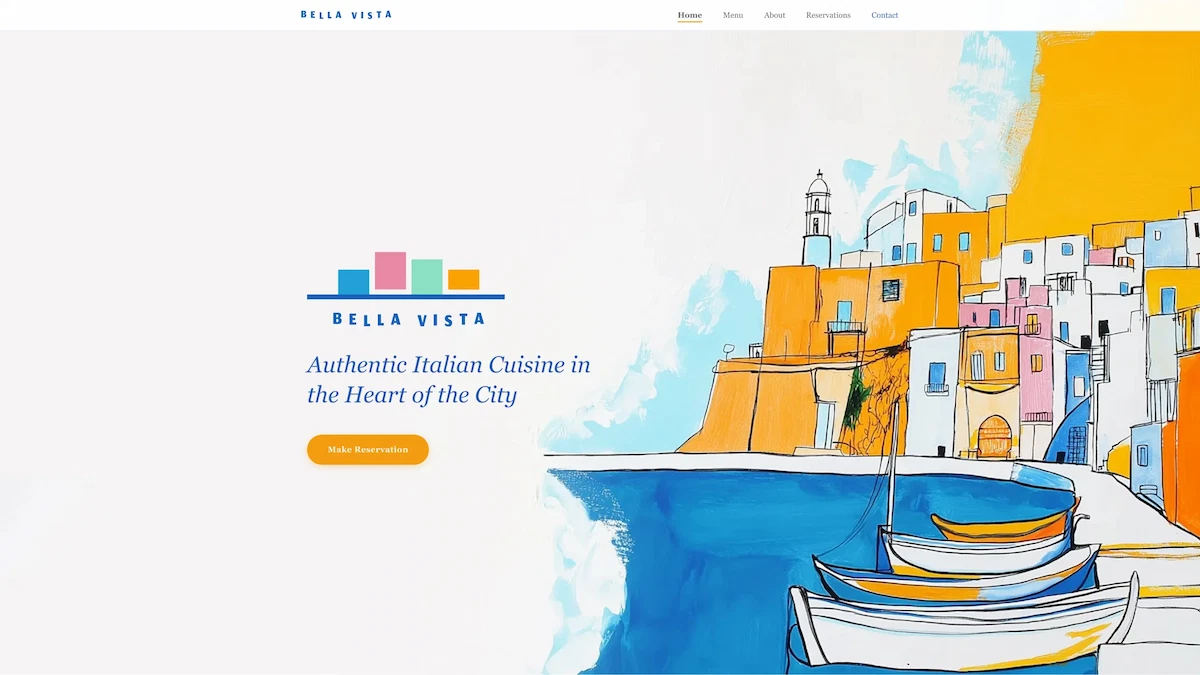 BELLA VISTA
Home Menu About Reservations Contact
BELLA VISTA
Authentic Italian Cuisine in
the Heart of the City
Make Reservation